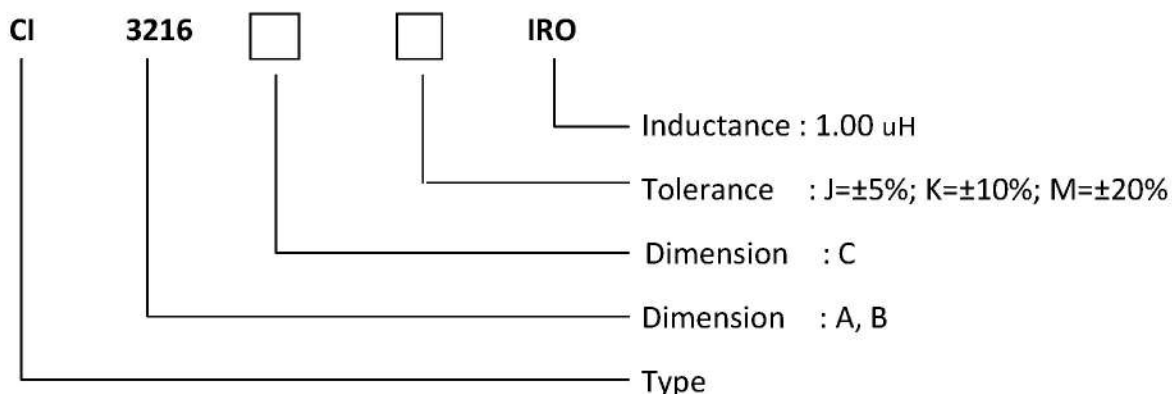 CI 3216 IRO
Inductance : 1.00 uH
Tolerance : J=±5%; K=±10%; M=±20%
Dimension : C
Dimension : A, B
Type